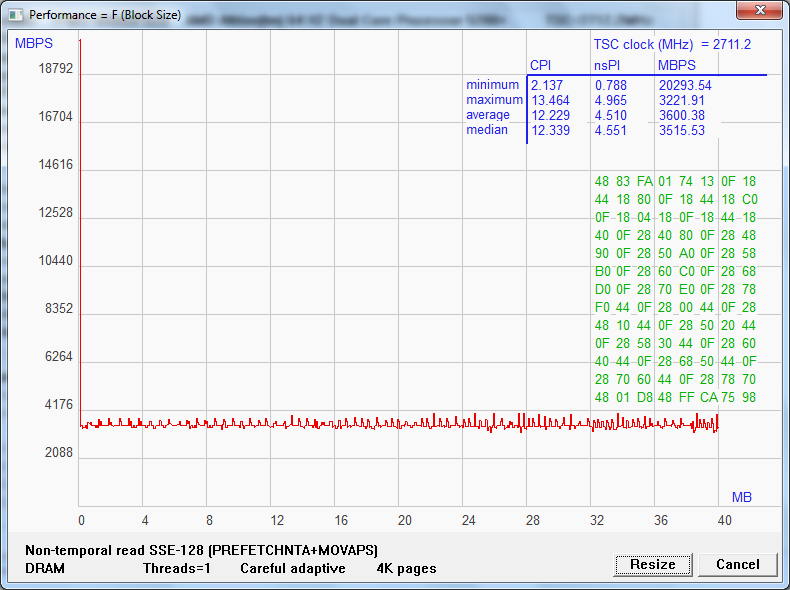 Performance = F (Block Size)
MBPS
TSC clock (MHz) = 2711.2
CPI nsPI MBPS
minimum 2.137 0.788 20293.54
maximum 13.464 4.965 3221.91
average 12.229 4.510 3600.38
median 12.339 4.551 3515.53
18792
16704
14616
12528
10440
8352
6264
4176
2088
48 83 FA 01 74 13 0F 18
44 18 80 0F 18 44 18 C0
0F 18 04 18 0F 18 44 18
40 0F 28 40 80 0F 28 48
90 0F 28 50 A0 0F 28 58
B0 0F 28 60 C0 0F 28 68
D0 0F 28 70 E0 0F 28 78
F0 44 0F 28 00 44 0F 28
48 10 44 0F 28 50 20 44
0F 28 58 30 44 0F 28 60
40 44 0F 28 68 50 44 0F
28 70 60 44 0F 28 78 70
48 01 D8 48 FF CA 75 98
MB
0 4 8 12 16 20 24 28 32 36 40
Non-temporal read SSE-128 (PREFETCHNTA+MOVAPS)
DRAM Threads=1 Careful adaptive 4K pages
Resize Cancel